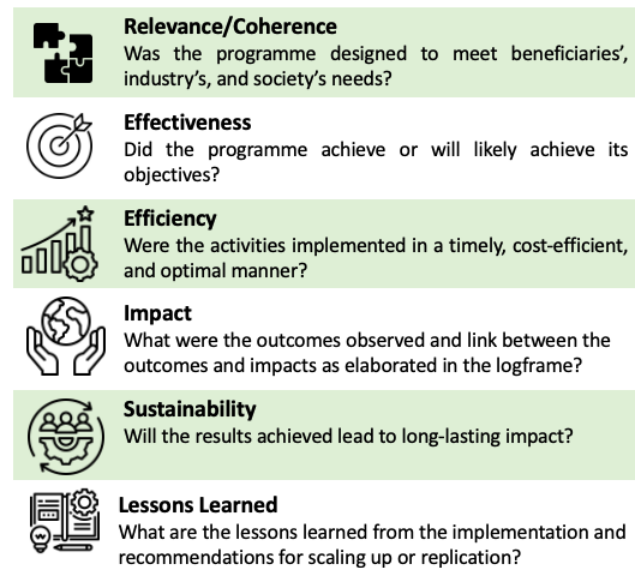 Relevance/Coherence
Was the programme designed to meet beneficiaries’,
industry’s, and society’s needs?
Effectiveness
Did the programme achieve or will likely achieve its
objectives?
Efficiency
Were the activities implemented in a timely, cost-efficient,
and optimal manner?
Impact
What were the outcomes observed and link between the
outcomes and impacts as elaborated in the logframe?
Sustainability
Will the results achieved lead to long-lasting impact?
Lessons Learned
What are the lessons learned from the implementation and
recommendations for scaling up or replication?